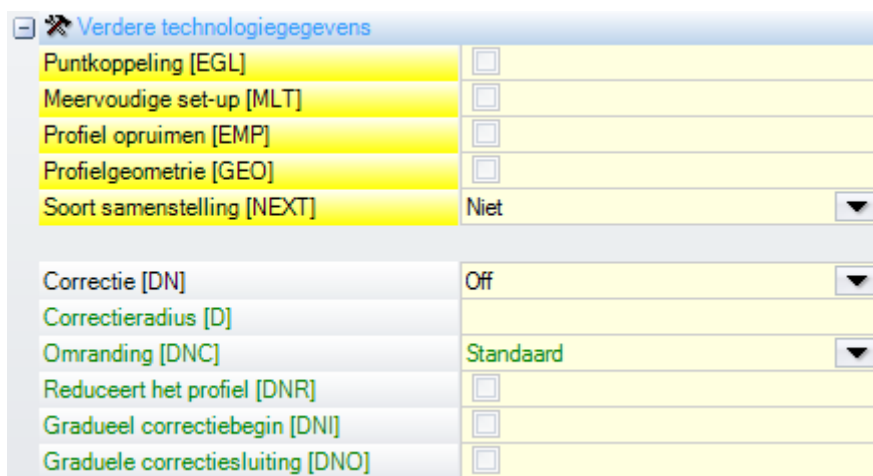 Verdere technologiegegevens
Puntkoppeling [EGL]
Meervoudige set-up [MLT]
Profiel opruimen [EMP]
Profielgeometrie [GEO]
Soort samenstelling [NEXT] Niet
Correctie [DN] Off
Correctieradius [D]
Omranding [DNC] Standaard
Reduceert het profiel [DNR]
Gradueel correctiebegin [DNI]
Graduele correctiesluiting [DNO]